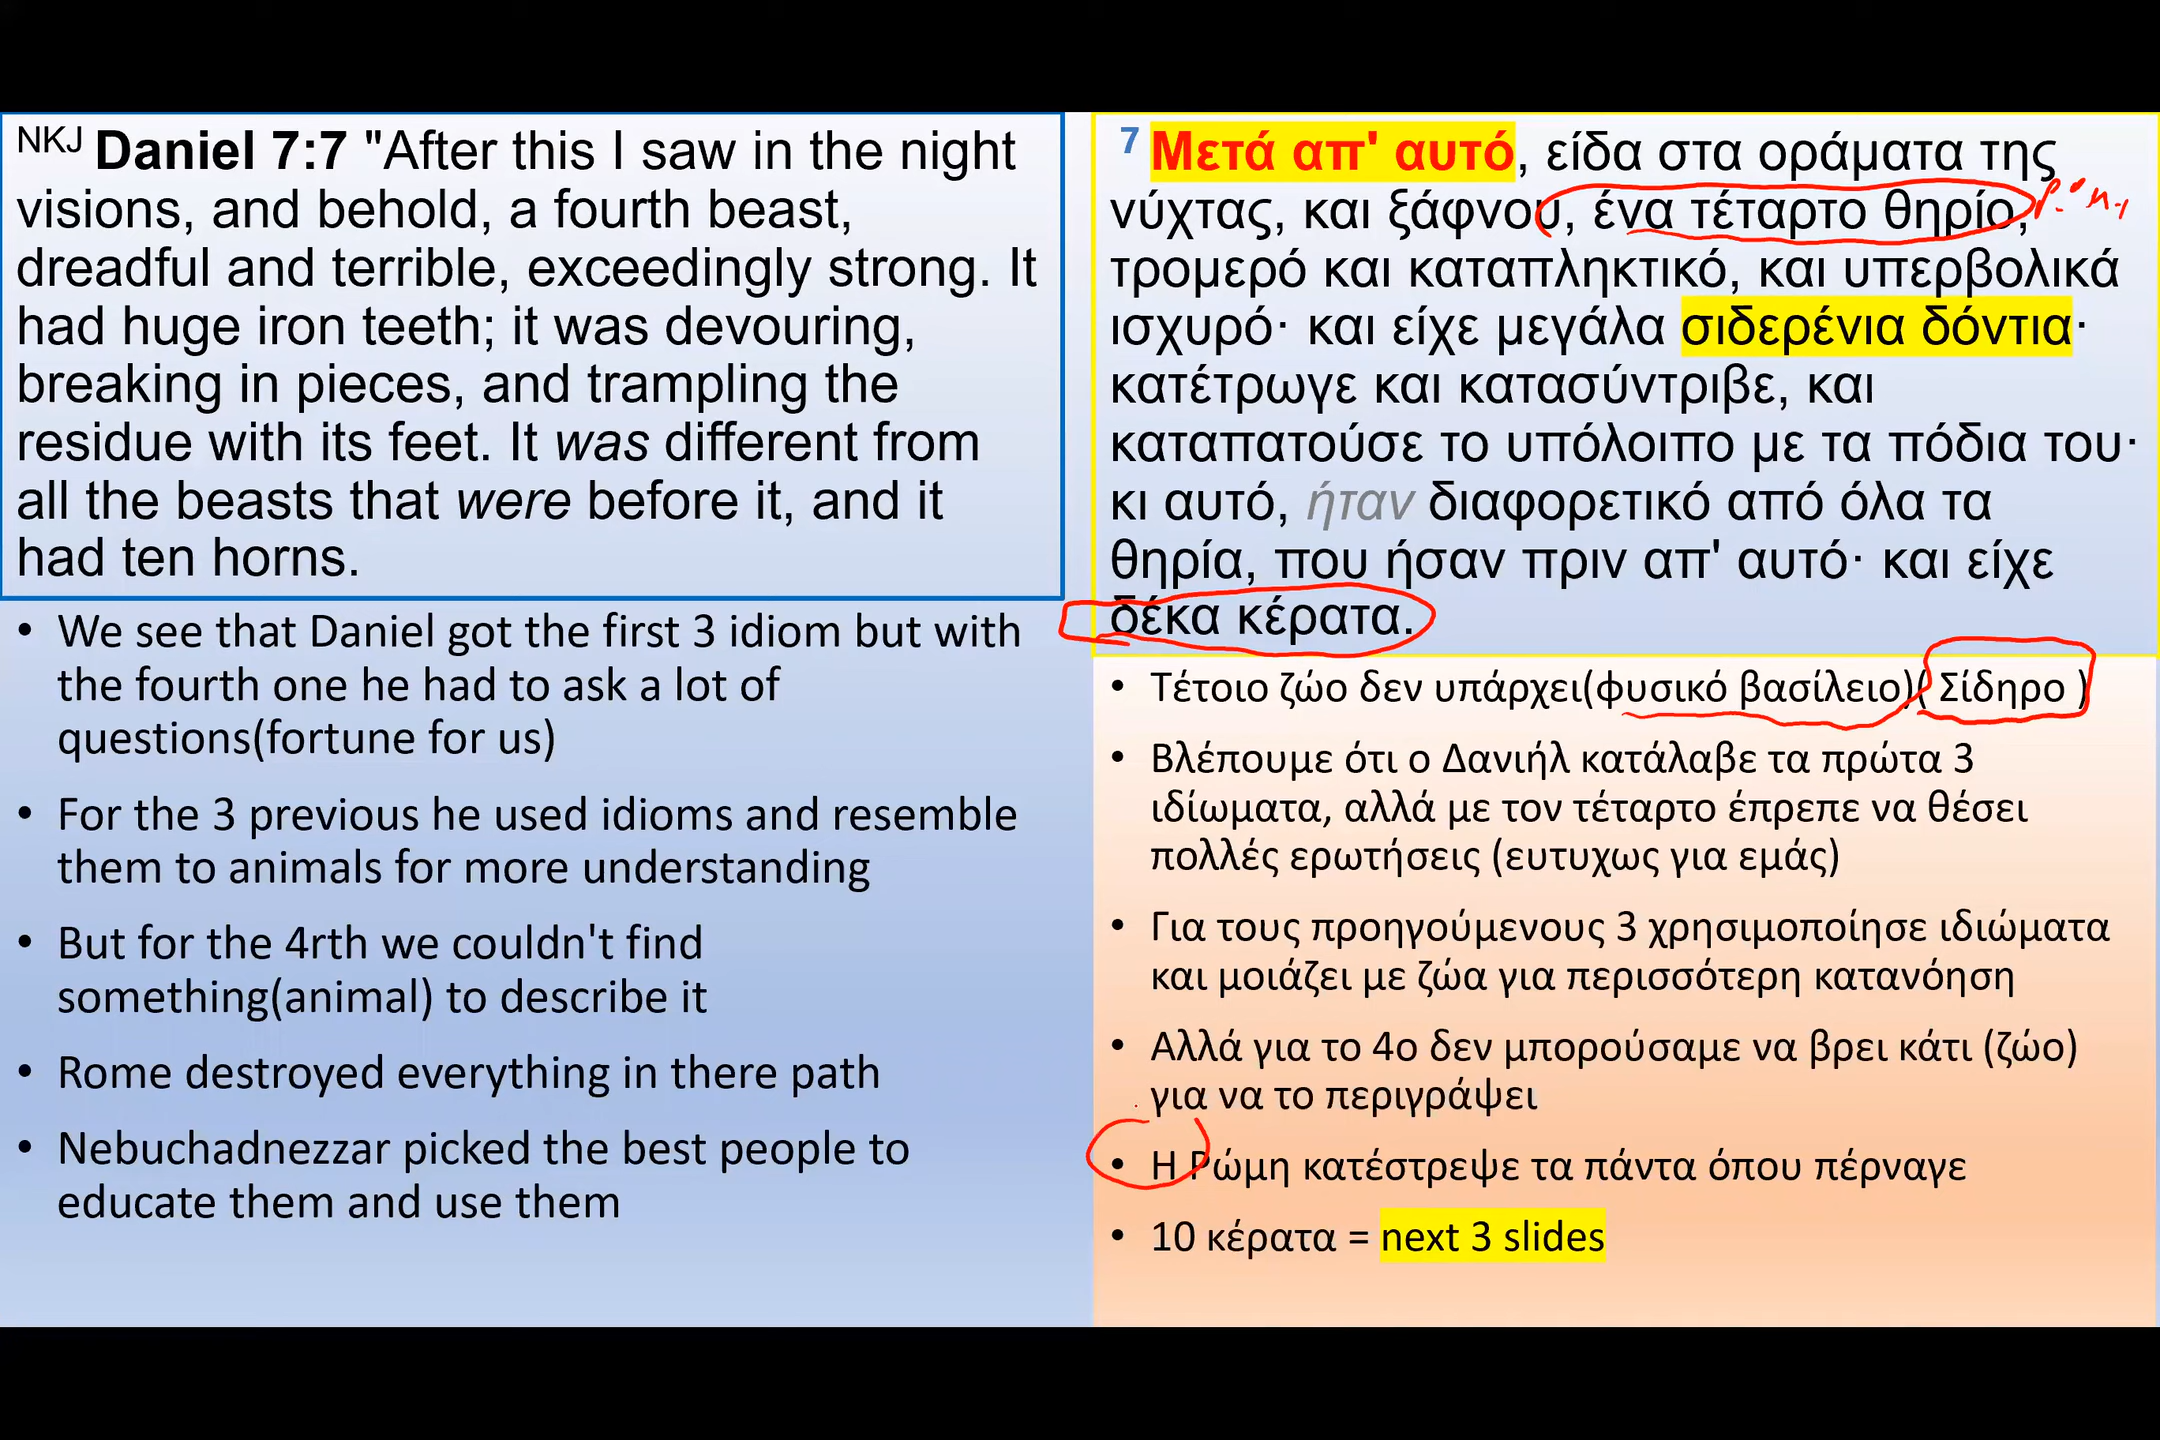 NKJ Daniel 7:7 "After this I saw in the night
visions, and behold, a fourth beast,
dreadful and terrible, exceedingly strong. It
had huge iron teeth; it was devouring,
breaking in pieces, and trampling the
residue with its feet. It was different from
all the beasts that were before it, and it
had ten horns.
• We see that Daniel got the first 3 idiom but with
the fourth one he had to ask a lot of
questions(fortune for us)
• For the 3 previous he used idioms and resemble
them to animals for more understanding
• But for the 4rth we couldn't find
something(animal) to describe it
• Rome destroyed everything in there path
• Nebuchadnezzar picked the best people to
educate them and use them
7 Μετά απ' αυτό, είδα στα οράματα της
νύχτας, και ξάφνου, ένα τέταρτο θηρίο,
τρομερό και καταπληκτικό, και υπερβολικά
ισχυρό· και είχε μεγάλα σιδερένια δόντια·
κατέτρωγε και κατασύντριβε, και
καταπατούσε το υπόλοιπο με τα πόδια του·
κι αυτό, ήταν διαφορετικό από όλα τα
θηρία, που ήσαν πριν απ' αυτό· και είχε
δέκα κέρατα.
• Τέτοιο ζώο δεν υπάρχει(φυσικό βασίλειο)( Σίδηρο )
• Βλέπουμε ότι ο Δανιήλ κατάλαβε τα πρώτα 3
ιδίωματα, αλλά με τον τέταρτο έπρεπε να θέσει
πολλές ερωτήσεις (ευτυχως για εμάς)
• Για τους προηγούμενους 3 χρησιμοποίησε ιδιώματα
και μοιάζει με ζώα για περισσότερη κατανόηση
• Αλλά για το 4ο δεν μπορούσαμε να βρει κάτι (ζώο)
για να το περιγράψει
• Η Ρώμη κατέστρεψε τα πάντα όπου πέρναγε
• 10 κέρατα = next 3 slides